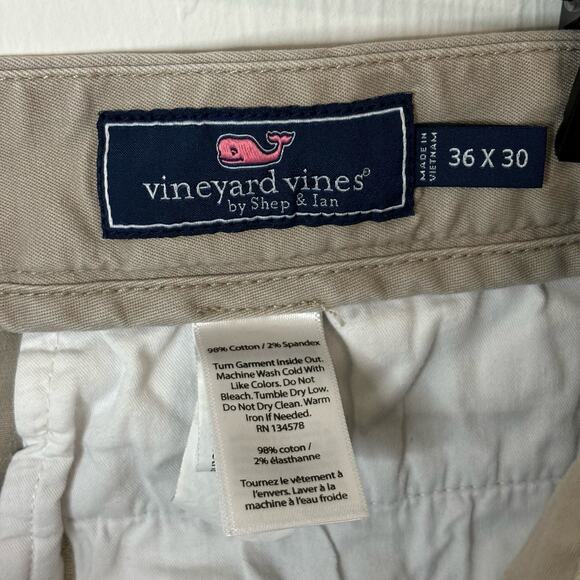 vineyard vines®
by Shep & Ian
MADE IN
VIETNAM
36 X 30
98% Cotton / 2% Spandex
Turn Garment Inside Out.
Machine Wash Cold With
Like Colors. Do Not
Bleach. Tumble Dry Low.
Do Not Dry Clean. Warm
Iron If Needed.
RN 134578
98% coton /
2% élasthanne
Tournez le vêtement à
l'envers. Laver à la
machine à l'eau froide